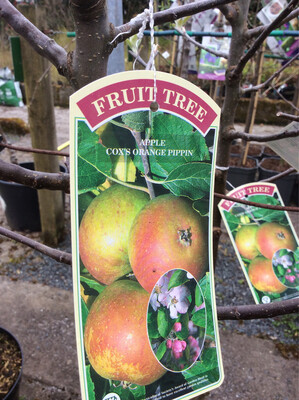 FRUIT TREE
APPLE
COX'S ORANGE PIPPIN
FRUIT TREE